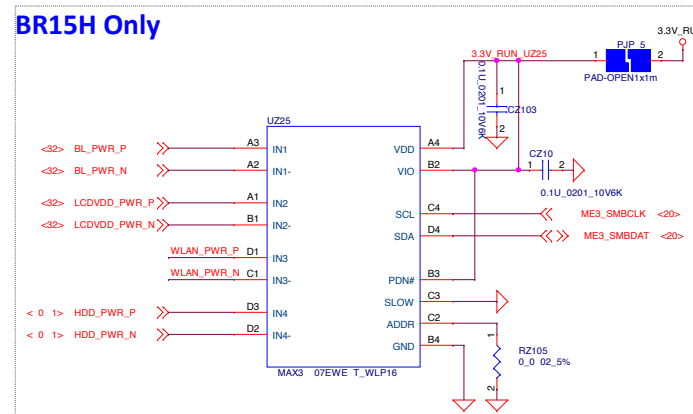 BR15H Only
PJP 5
3.3V_RU
1
2
PAD-OPEN1x1m
3.3V_RUN_UZ25
0.1U_0201_10V6K
1
CZ103
2
UZ25
<32> BL_PWR_P A3 IN1 VDD A4
<32> BL_PWR_N A2 IN1- VIO B2
CZ10
1 2
0.1U_0201_10V6K
<32> LCDVDD_PWR_P A1 IN2
<32> LCDVDD_PWR_N B1 IN2- SCL C4 ME3_SMBCLK <20>
SDA D4 ME3_SMBDAT <20>
WLAN_PWR_P D1 IN3
WLAN_PWR_N C1 IN3- PDN# B3
SLOW C3
< 0 1> HDD_PWR_P D3 IN4
ADDR C2
< 0 1> HDD_PWR_N D2 IN4-
GND B4
1
RZ105
0_0 02_5%
2
MAX3 07EWE T_WLP16